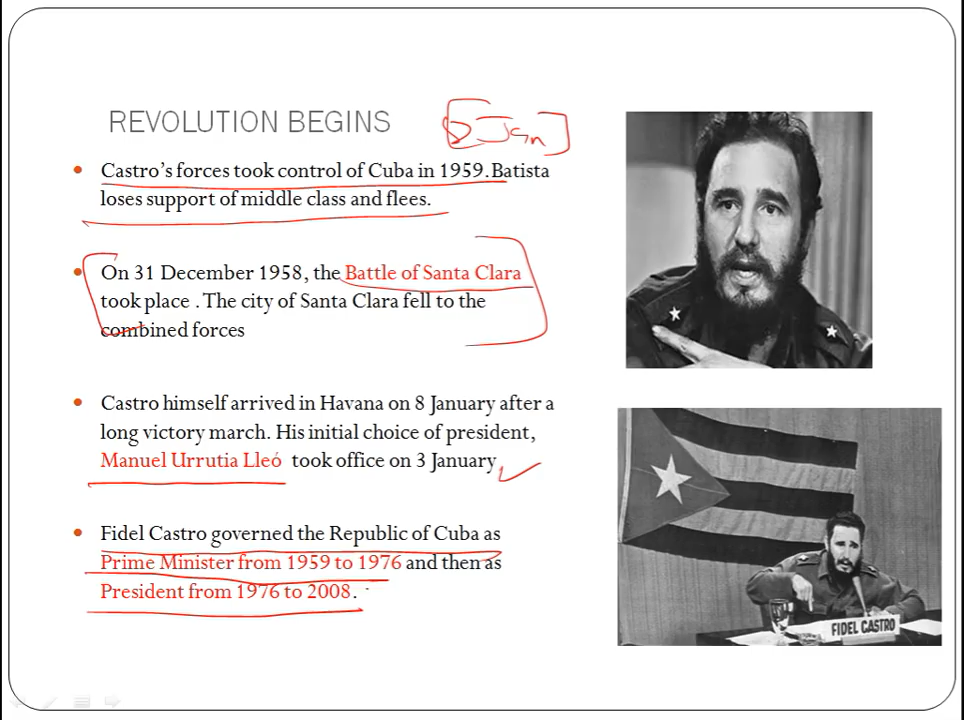 REVOLUTION BEGINS
Castro's forces took control of Cuba in 1959. Batista
loses support of middle class and flees.
On 31 December 1958, the Battle of Santa Clara
took place . The city of Santa Clara fell to the
combined forces
Castro himself arrived in Havana on 8 January after a
long victory march. His initial choice of president,
Manuel Urrutia Lleó took office on 3 January
Fidel Castro governed the Republic of Cuba as
Prime Minister from 1959 to 1976 and then as
President from 1976 to 2008.
FIDEL CASTRO